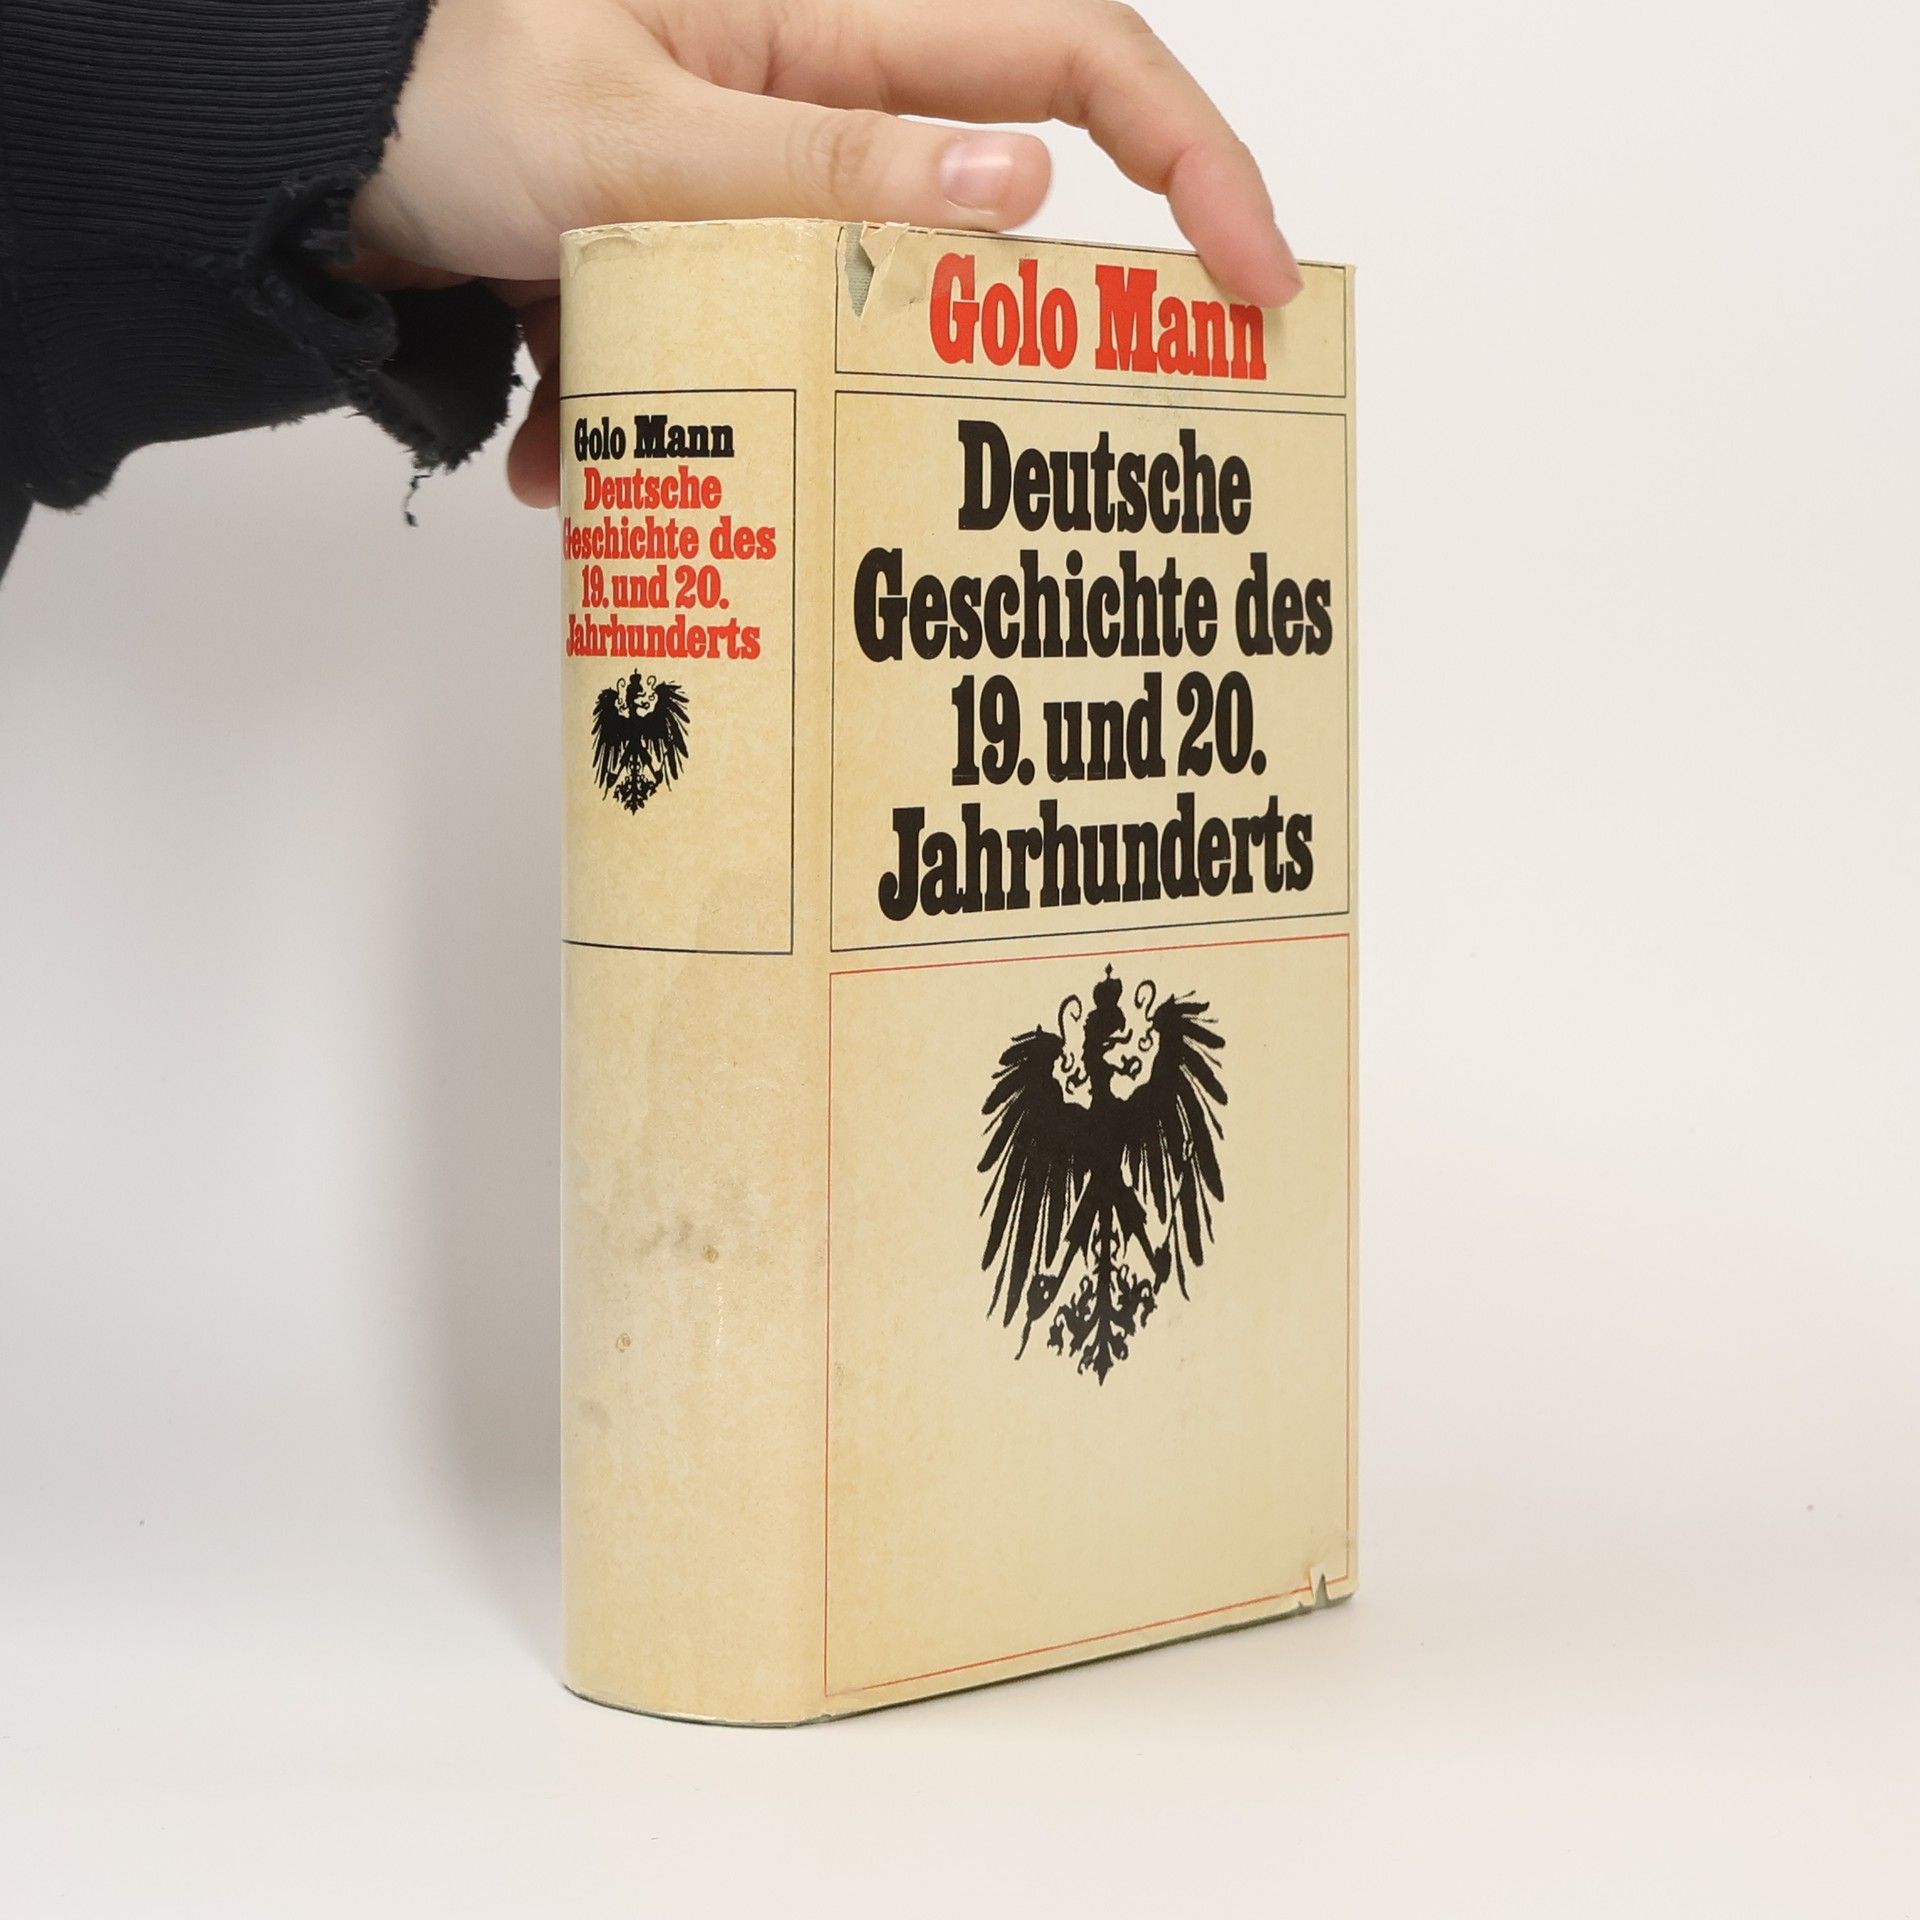 Golo Mann
Deutsche
Geschichte des
19. und 20.
Jahrhunderts
Golo Mann
Deutsche
Geschichte des
19. und 20.
Jahrhunderts